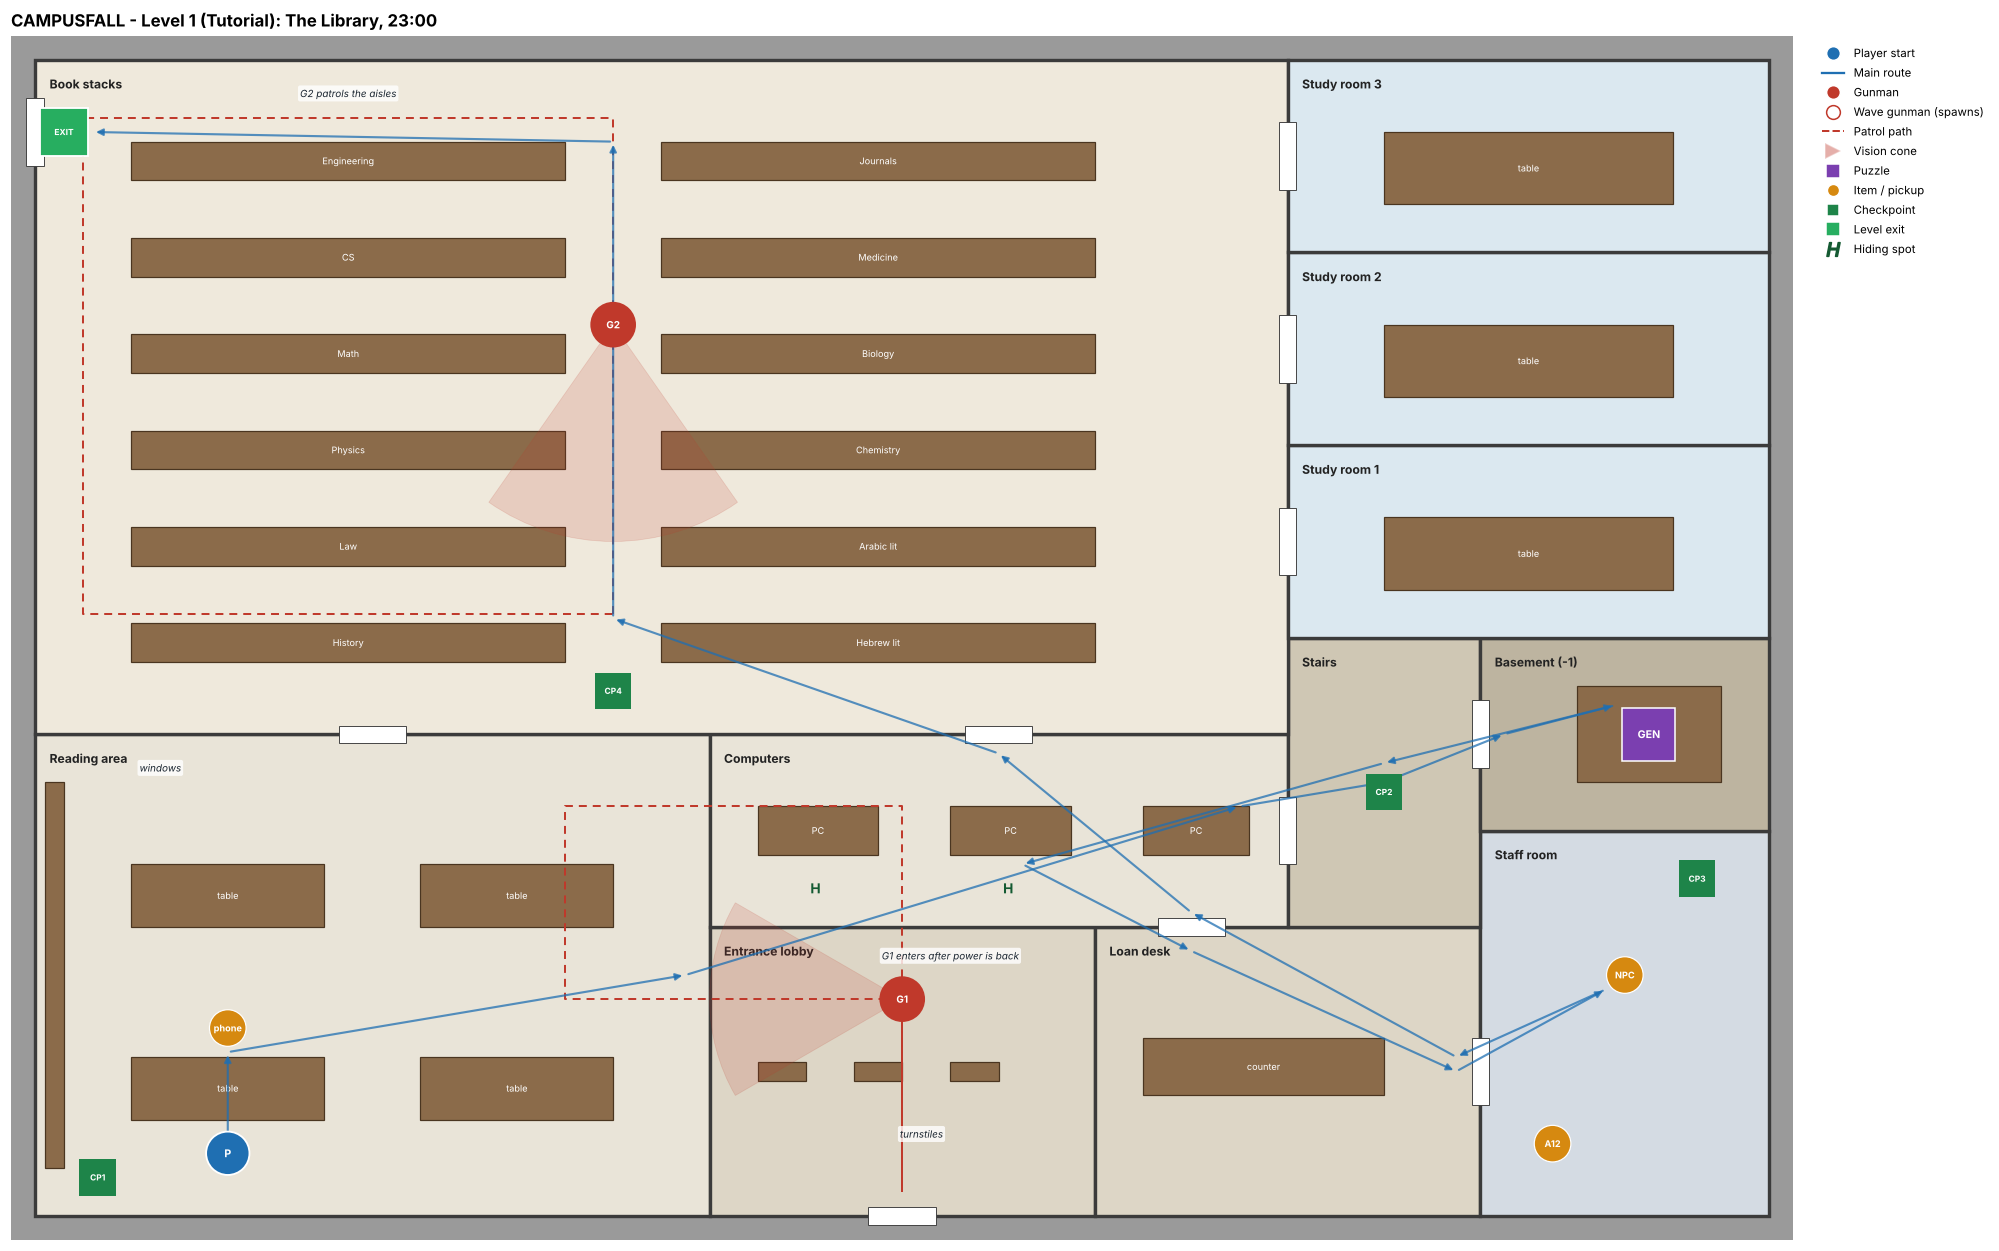 CAMPUSFALL - Level 1 (Tutorial): The Library, 23:00
Book stacks
G2 patrols the aisles
EXIT
Engineering
Journals
CS
Medicine
G2
Math
Biology
Physics
Chemistry
Law
Arabic lit
History
Hebrew lit
CP4
Study room 3
table
Study room 2
table
Study room 1
table
Stairs
CP2
Basement (-1)
GEN
Reading area
windows
table
table
phone
table
table
P
CP1
Computers
PC
PC
PC
H
H
Entrance lobby
G1 enters after power is back
G1
turnstiles
Loan desk
counter
Staff room
CP3
NPC
A12
Player start
Main route
Gunman
Wave gunman (spawns)
Patrol path
Vision cone
Puzzle
Item / pickup
Checkpoint
Level exit
H Hiding spot